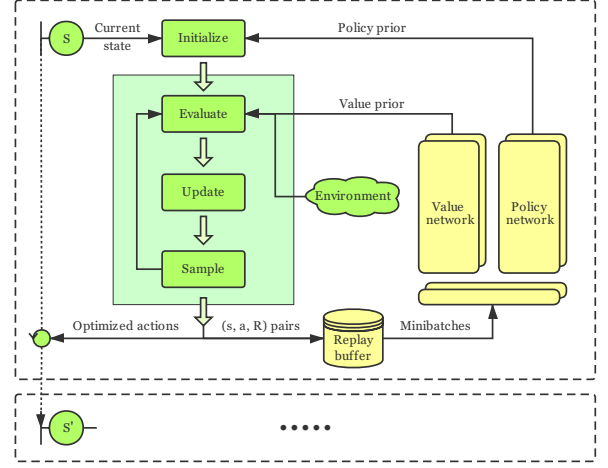 Current
state
Policy prior
S
Initialize
Value prior
Evaluate
Update
Environment
Value
network
Policy
network
Sample
Optimized actions
(s, a, R) pairs
Replay
buffer
Minibatches
S'
•••••